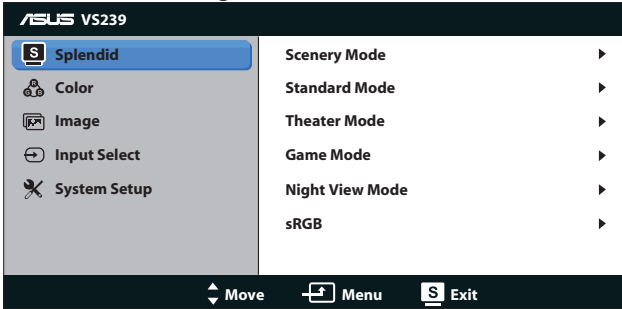 ASUS VS239
S Splendid
Color
Image
Input Select
System Setup
Scenery Mode
Standard Mode
Theater Mode
Game Mode
Night View Mode
sRGB
Move Menu S Exit